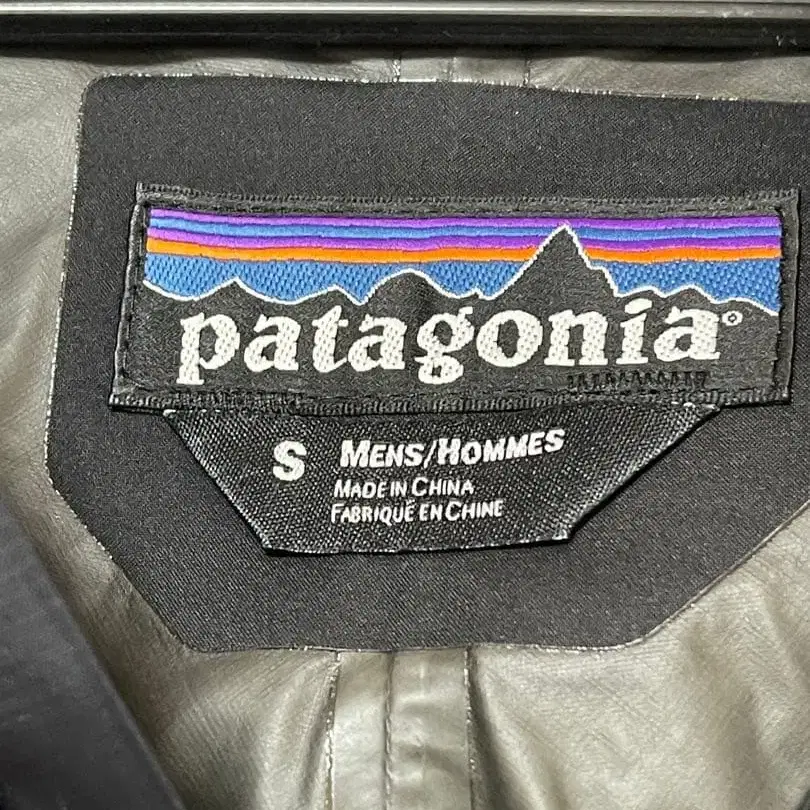 patagonia®
S MENS/HOMMES
MADE IN CHINA
FABRIQUÉ EN CHINE